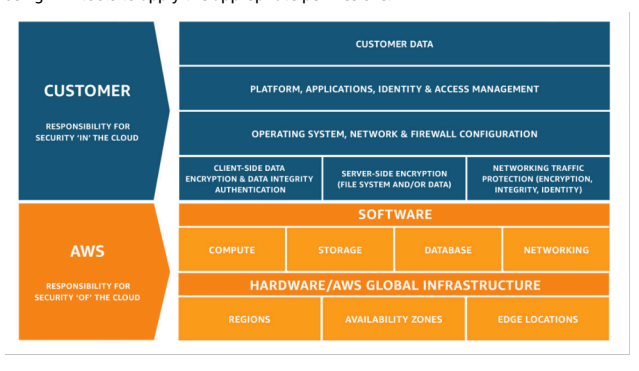 CUSTOMER DATA
CUSTOMER
PLATFORM, APPLICATIONS, IDENTITY & ACCESS MANAGEMENT
RESPONSIBILITY FOR
SECURITY ‘IN’ THE CLOUD
OPERATING SYSTEM, NETWORK & FIREWALL CONFIGURATION
CLIENT-SIDE DATA
ENCRYPTION & DATA INTEGRITY
AUTHENTICATION
SERVER-SIDE ENCRYPTION
(FILE SYSTEM AND/OR DATA)
NETWORKING TRAFFIC
PROTECTION (ENCRYPTION,
INTEGRITY, IDENTITY)
SOFTWARE
AWS
COMPUTE
STORAGE
DATABASE
NETWORKING
RESPONSIBILITY FOR
SECURITY ‘OF’ THE CLOUD
HARDWARE/AWS GLOBAL INFRASTRUCTURE
REGIONS
AVAILABILITY ZONES
EDGE LOCATIONS